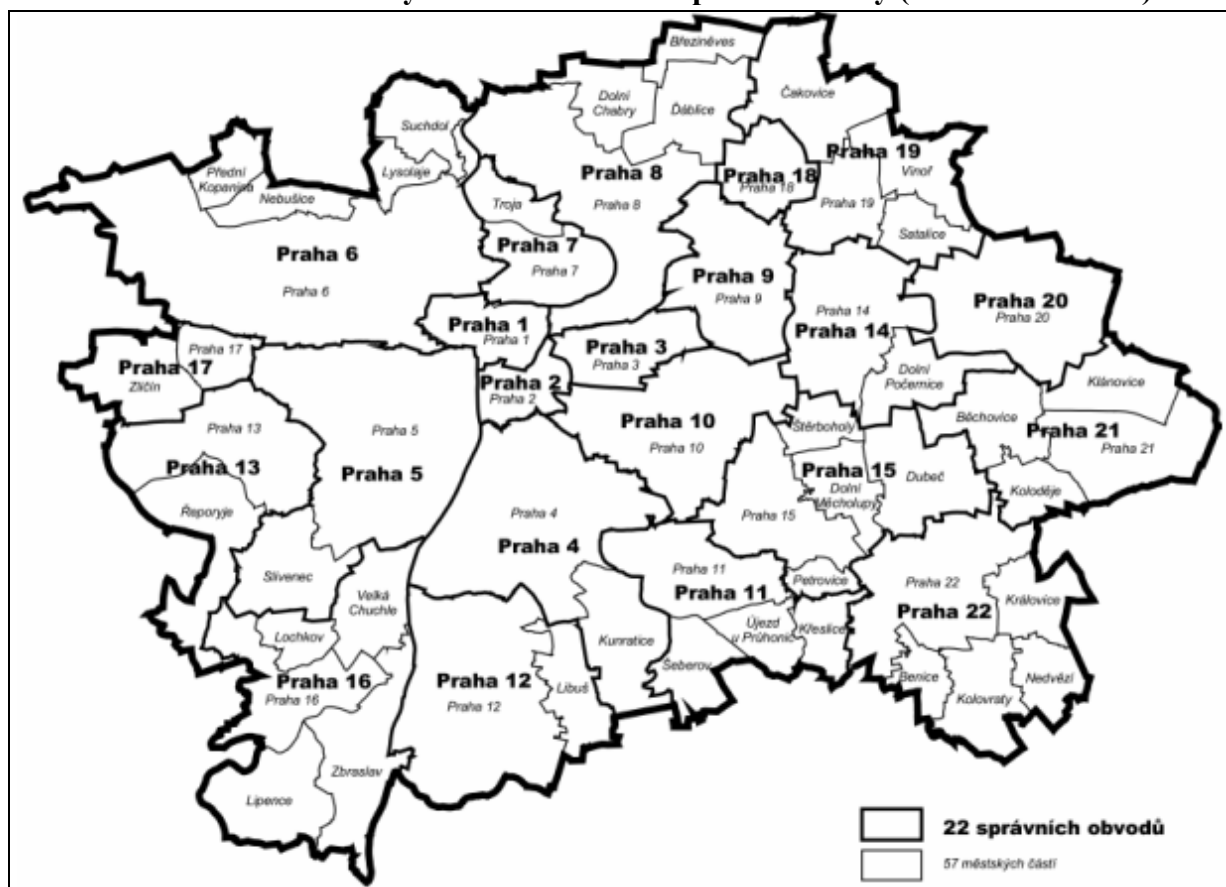 Březiněves
Čakovice
Dolní
Chabry
Ďáblice
Suchdol
Praha 19
Přední
Kopanina
Lysolaje
Praha 8
Praha 18
Praha 18
Vinoř
Nebušice
Troja
Praha 8
Praha 19
Satalice
Praha 6
Praha 7
Praha 7
Praha 9
Praha 6
Praha 9
Praha 20
Praha 20
Praha 14
Praha 14
Praha 1
Praha 1
Praha 3
Praha 3
Praha 17
Praha 17
Zličín
Praha 2
Praha 2
Dolní
Počernice
Klánovice
Praha 13
Praha 5
Praha 10
Praha 10
Štěrboholy
Běchovice
Praha 21
Praha 21
Praha 13
Praha 5
Praha 15
Dolní
Měcholupy
Dubeč
Koloděje
Řeporyje
Praha 4
Praha 4
Praha 15
Slivenec
Praha 11
Praha 11
Petrovice
Praha 22
Praha 22
Královice
Velká
Chuchle
Lochkov
Kunratice
Újezd
u Průhonic
Křeslice
Šeberov
Praha 16
Praha 16
Praha 12
Praha 12
Libuš
Benice
Kolovraty
Nedvězí
Zbraslav
Lipence
22 správních obvodů
57 městských částí